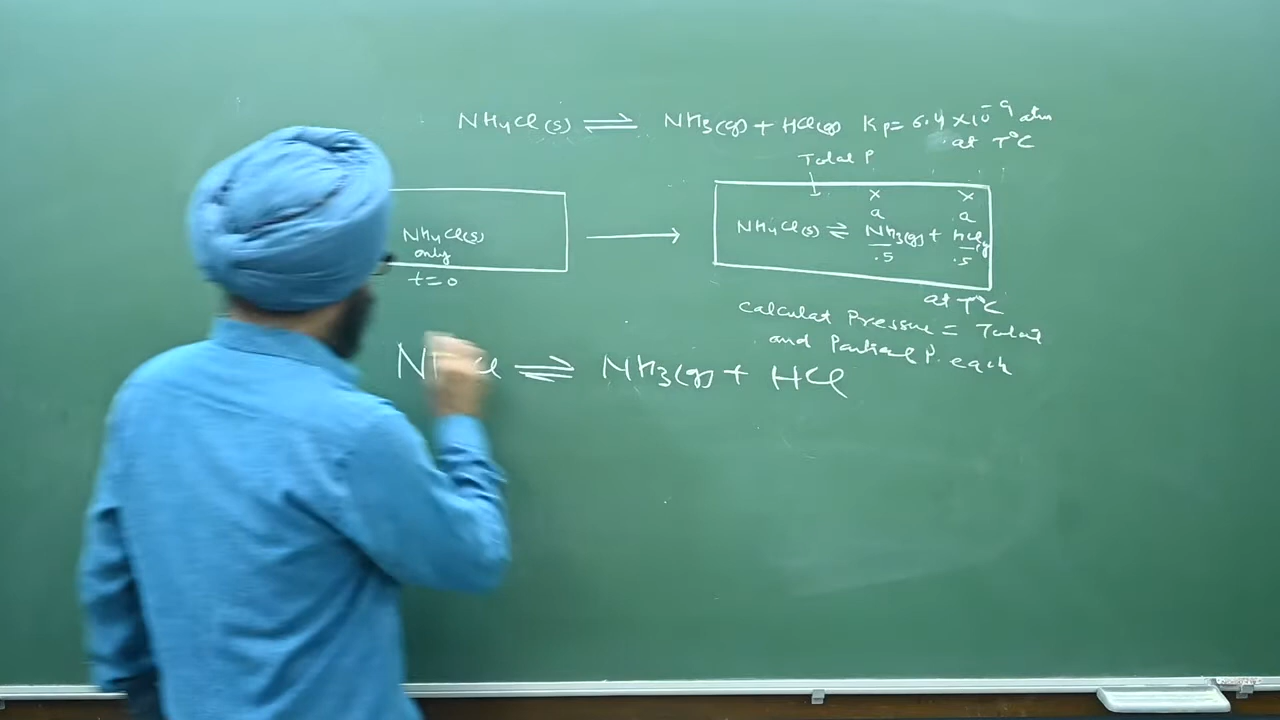 NH4Cl(s) ⇌ NH3(g) + HCl(g) Kp = 6.4 × 10⁻⁹ atm
at T°C
Total P
↓ x x
a a
NH4Cl(s) only
t=0
→
NH4Cl(s) ⇌ NH3(g) + HCl(g)
.5 .5
at T°C
Calculat Pressure = Total
and Partial P. each
⇌ NH3(g) + HCl